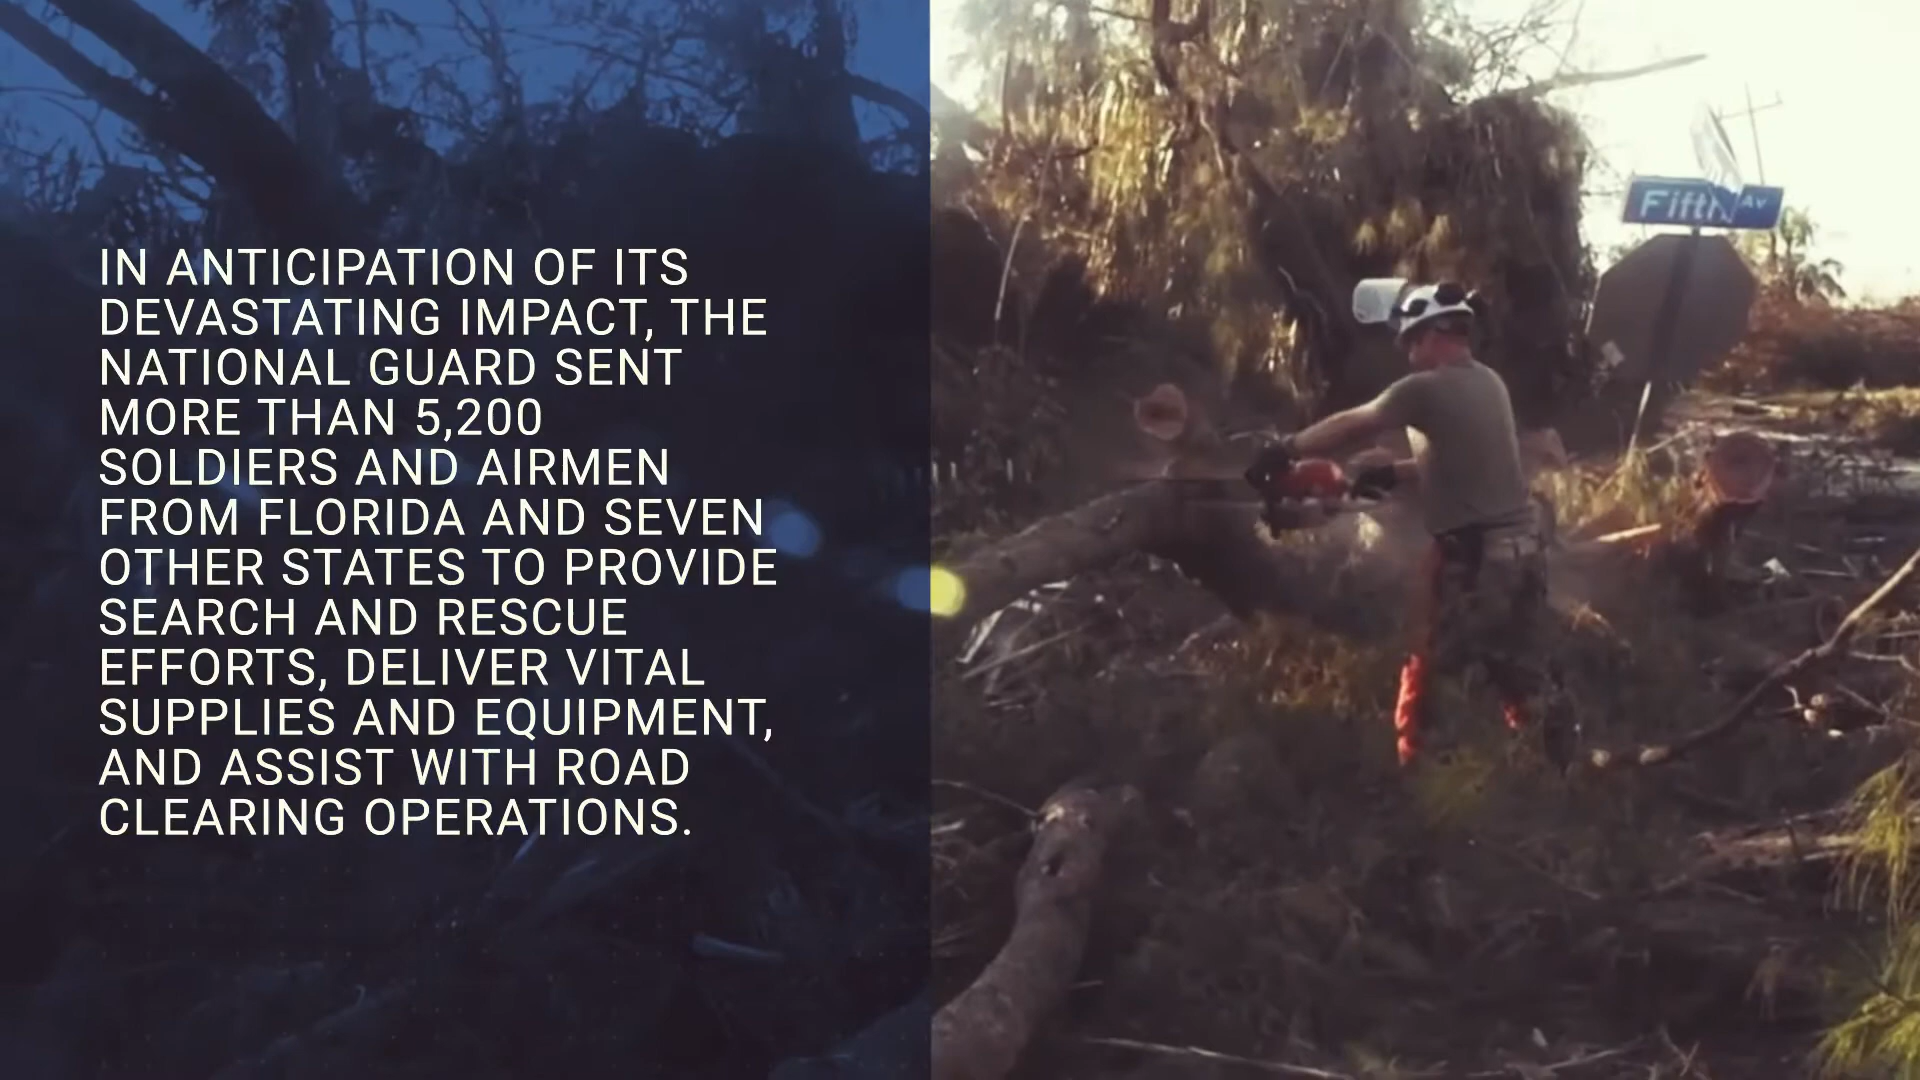 IN ANTICIPATION OF ITS
DEVASTATING IMPACT, THE
NATIONAL GUARD SENT
MORE THAN 5,200
SOLDIERS AND AIRMEN
FROM FLORIDA AND SEVEN
OTHER STATES TO PROVIDE
SEARCH AND RESCUE
EFFORTS, DELIVER VITAL
SUPPLIES AND EQUIPMENT,
AND ASSIST WITH ROAD
CLEARING OPERATIONS.
Fifth AV